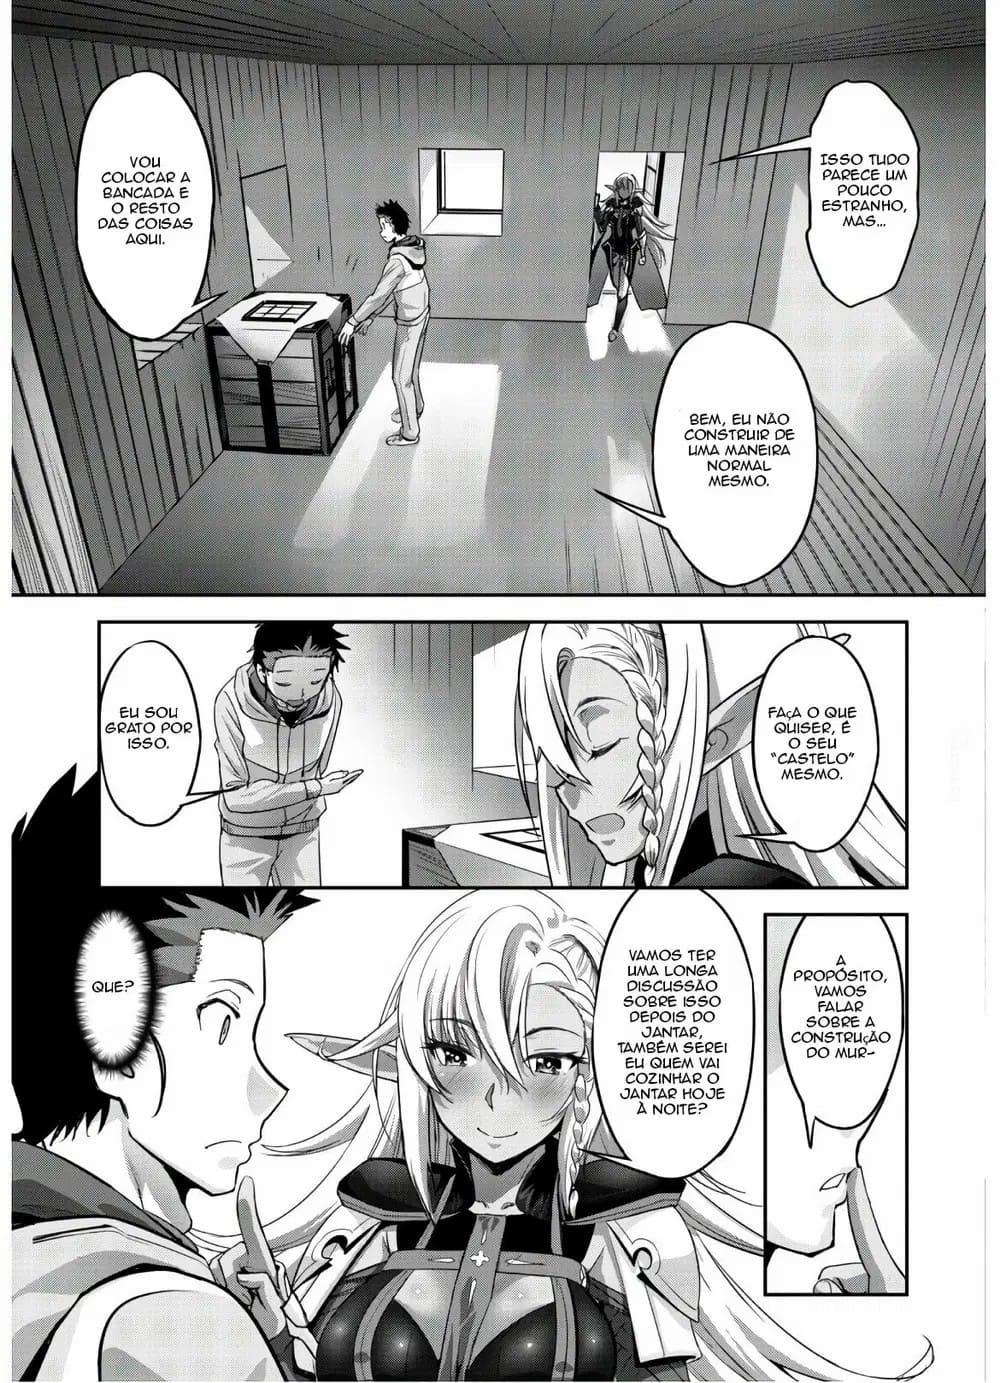 ISSO TUDO
PARECE UM
POUCO
ESTRANHO,
MAS...
VOU
COLOCAR A
BANCADA E
O RESTO
DAS COISAS
AQUI.
BEM, EU NÃO
CONSTRUIR DE
UMA MANEIRA
NORMAL
MESMO.
FAÇA O QUE
QUISER, É
O SEU
"CASTELO"
MESMO.
EU SOU
GRATO POR
ISSO.
A
PROPÓSITO,
VAMOS
FALAR
SOBRE A
CONSTRUÇÃO
DO MUR-
VAMOS TER
UMA LONGA
DISCUSSÃO
SOBRE ISSO
DEPOIS DO
JANTAR,
TAMBÉM SEREI
EU QUEM VAI
COZINHAR O
JANTAR HOJE
À NOITE?
QUE?